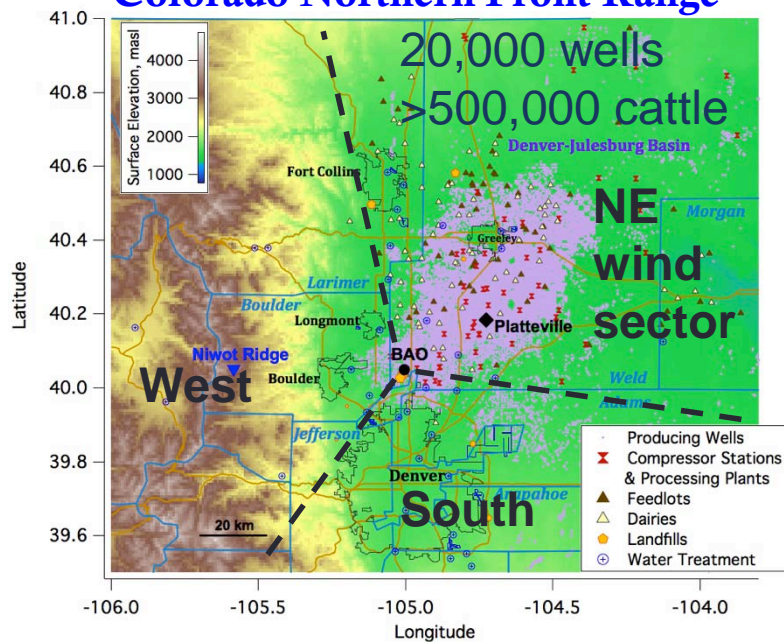 Colorado Northern Front Range
41.0
40.8
40.6
40.4
40.2
40.0
39.8
39.6
Latitude
Surface Elevation, masl
4000
3000
2000
1000
20,000 wells
>500,000 cattle
Denver-Julesburg Basin
Fort Collins
NE
wind
sector
Morgan
Greeley
Larimer
Boulder
Longmont
Platteville
BAO
Niwot Ridge
West
Boulder
Weld
Adams
Jefferson
Denver
Arapahoe
South
20 km
Producing Wells
Compressor Stations
& Processing Plants
Feedlots
Dairies
Landfills
Water Treatment
-106.0
-105.5
-105.0
-104.5
-104.0
Longitude